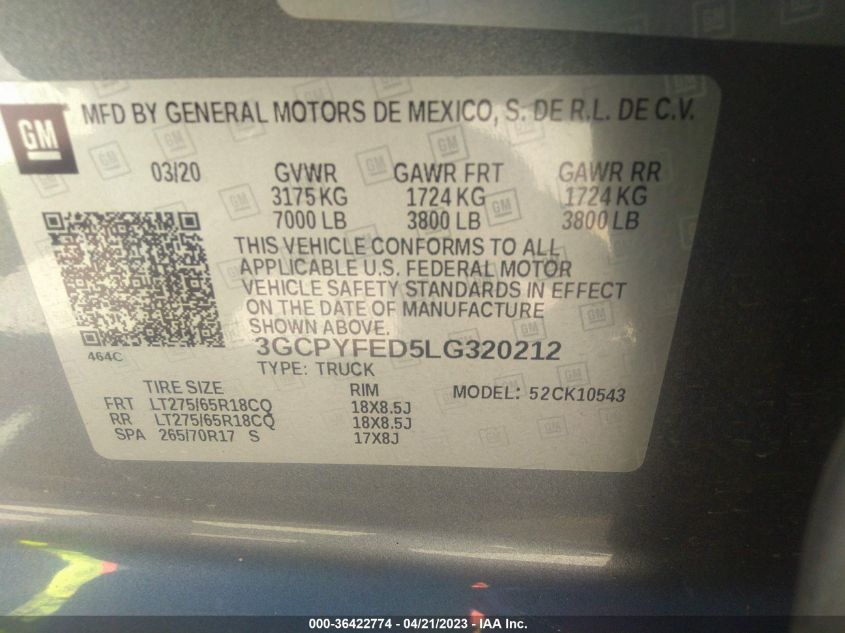 GM
MFD BY GENERAL MOTORS DE MEXICO, S. DE R.L. DE C.V.
03/20 GVWR GAWR FRT GAWR RR
3175 KG 1724 KG 1724 KG
7000 LB 3800 LB 3800 LB
THIS VEHICLE CONFORMS TO ALL
APPLICABLE U.S. FEDERAL MOTOR
VEHICLE SAFETY STANDARDS IN EFFECT
ON THE DATE OF MANUFACTURE
SHOWN ABOVE.
464C
3GCPYFED5LG320212
TYPE: TRUCK
TIRE SIZE RIM MODEL: 52CK10543
FRT LT275/65R18CQ 18X8.5J
RR LT275/65R18CQ 18X8.5J
SPA 265/70R17 S 17X8J
000-36422774 - 04/21/2023 - IAA Inc.